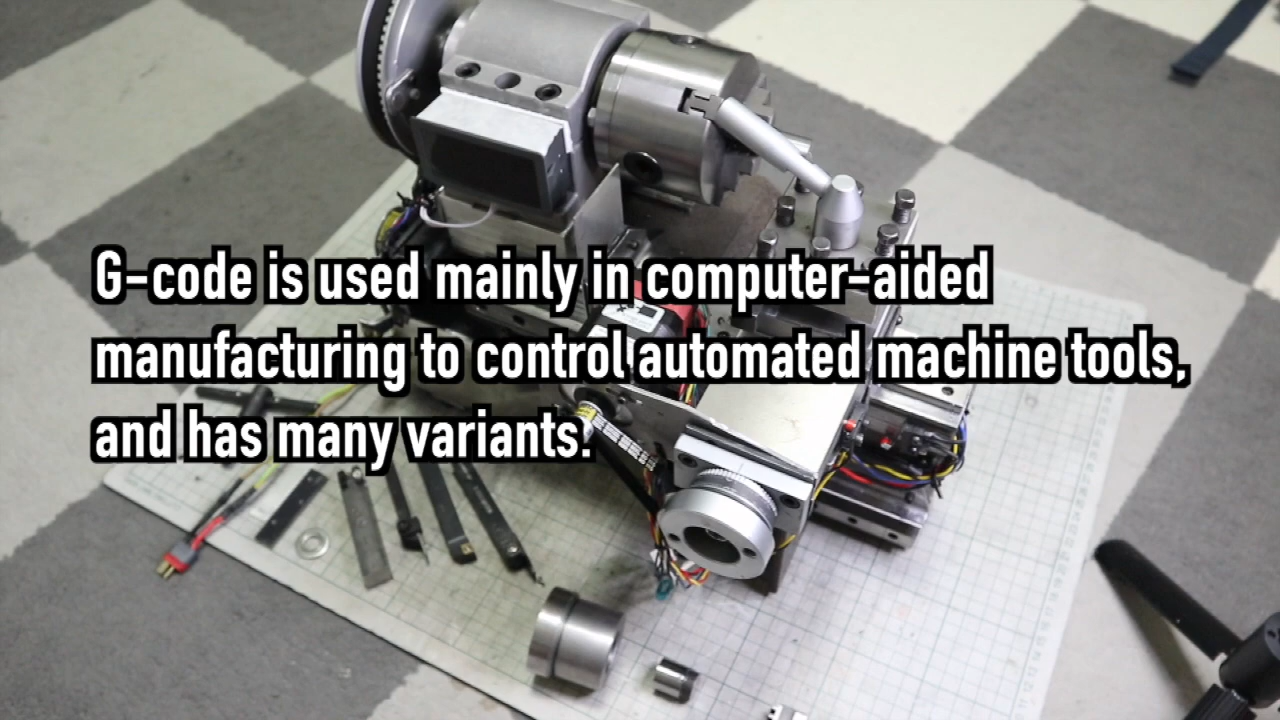 G-code is used mainly in computer-aided
manufacturing to control automated machine tools,
and has many variants.